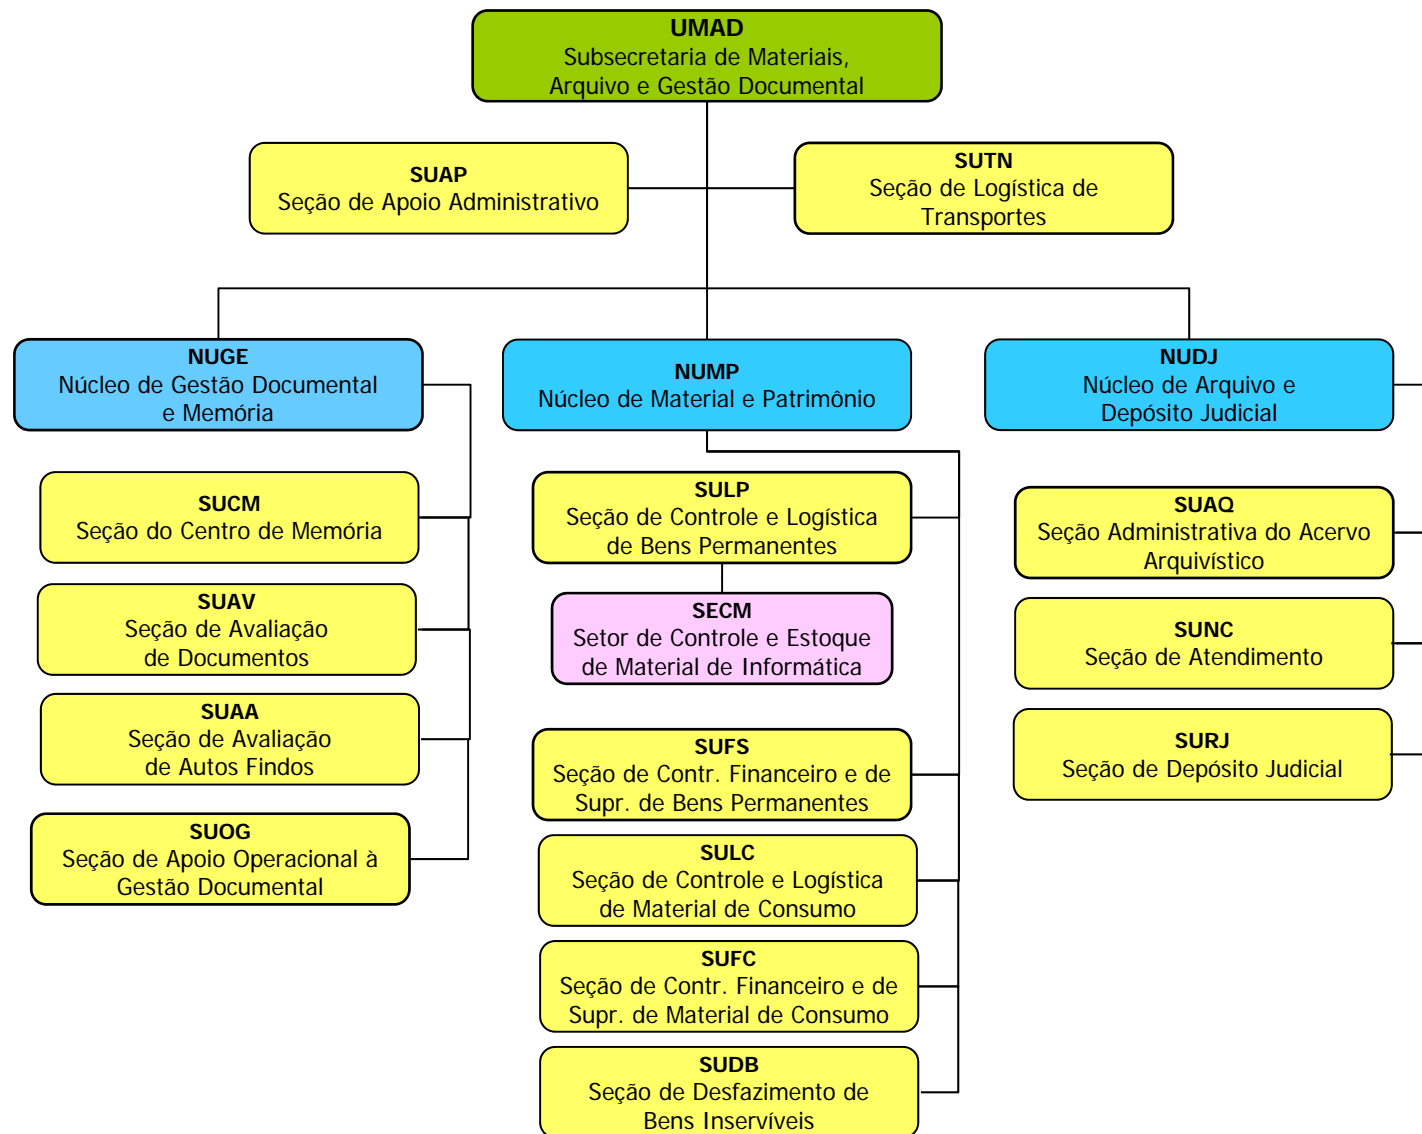 UMAD
Subsecretaria de Materiais,
Arquivo e Gestão Documental
SUAP
Seção de Apoio Administrativo
SUTN
Seção de Logística de
Transportes
NUGE
Núcleo de Gestão Documental
e Memória
NUMP
Núcleo de Material e Patrimônio
NUDJ
Núcleo de Arquivo e
Depósito Judicial
SUCM
Seção do Centro de Memória
SUAV
Seção de Avaliação
de Documentos
SUAA
Seção de Avaliação
de Autos Findos
SUOG
Seção de Apoio Operacional à
Gestão Documental
SULP
Seção de Controle e Logística
de Bens Permanentes
SECM
Setor de Controle e Estoque
de Material de Informática
SUFS
Seção de Contr. Financeiro e de
Supr. de Bens Permanentes
SULC
Seção de Controle e Logística
de Material de Consumo
SUFC
Seção de Contr. Financeiro e de
Supr. de Material de Consumo
SUDB
Seção de Desfazimento de
Bens Inservíveis
SUAQ
Seção Administrativa do Acervo
Arquivístico
SUNC
Seção de Atendimento
SURJ
Seção de Depósito Judicial